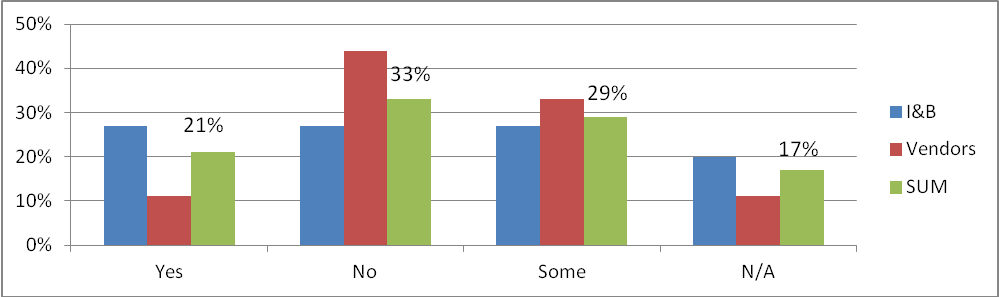 50%
40%
30%
20%
10%
0%
21%
33%
29%
17%
Yes
No
Some
N/A
I&B
Vendors
SUM